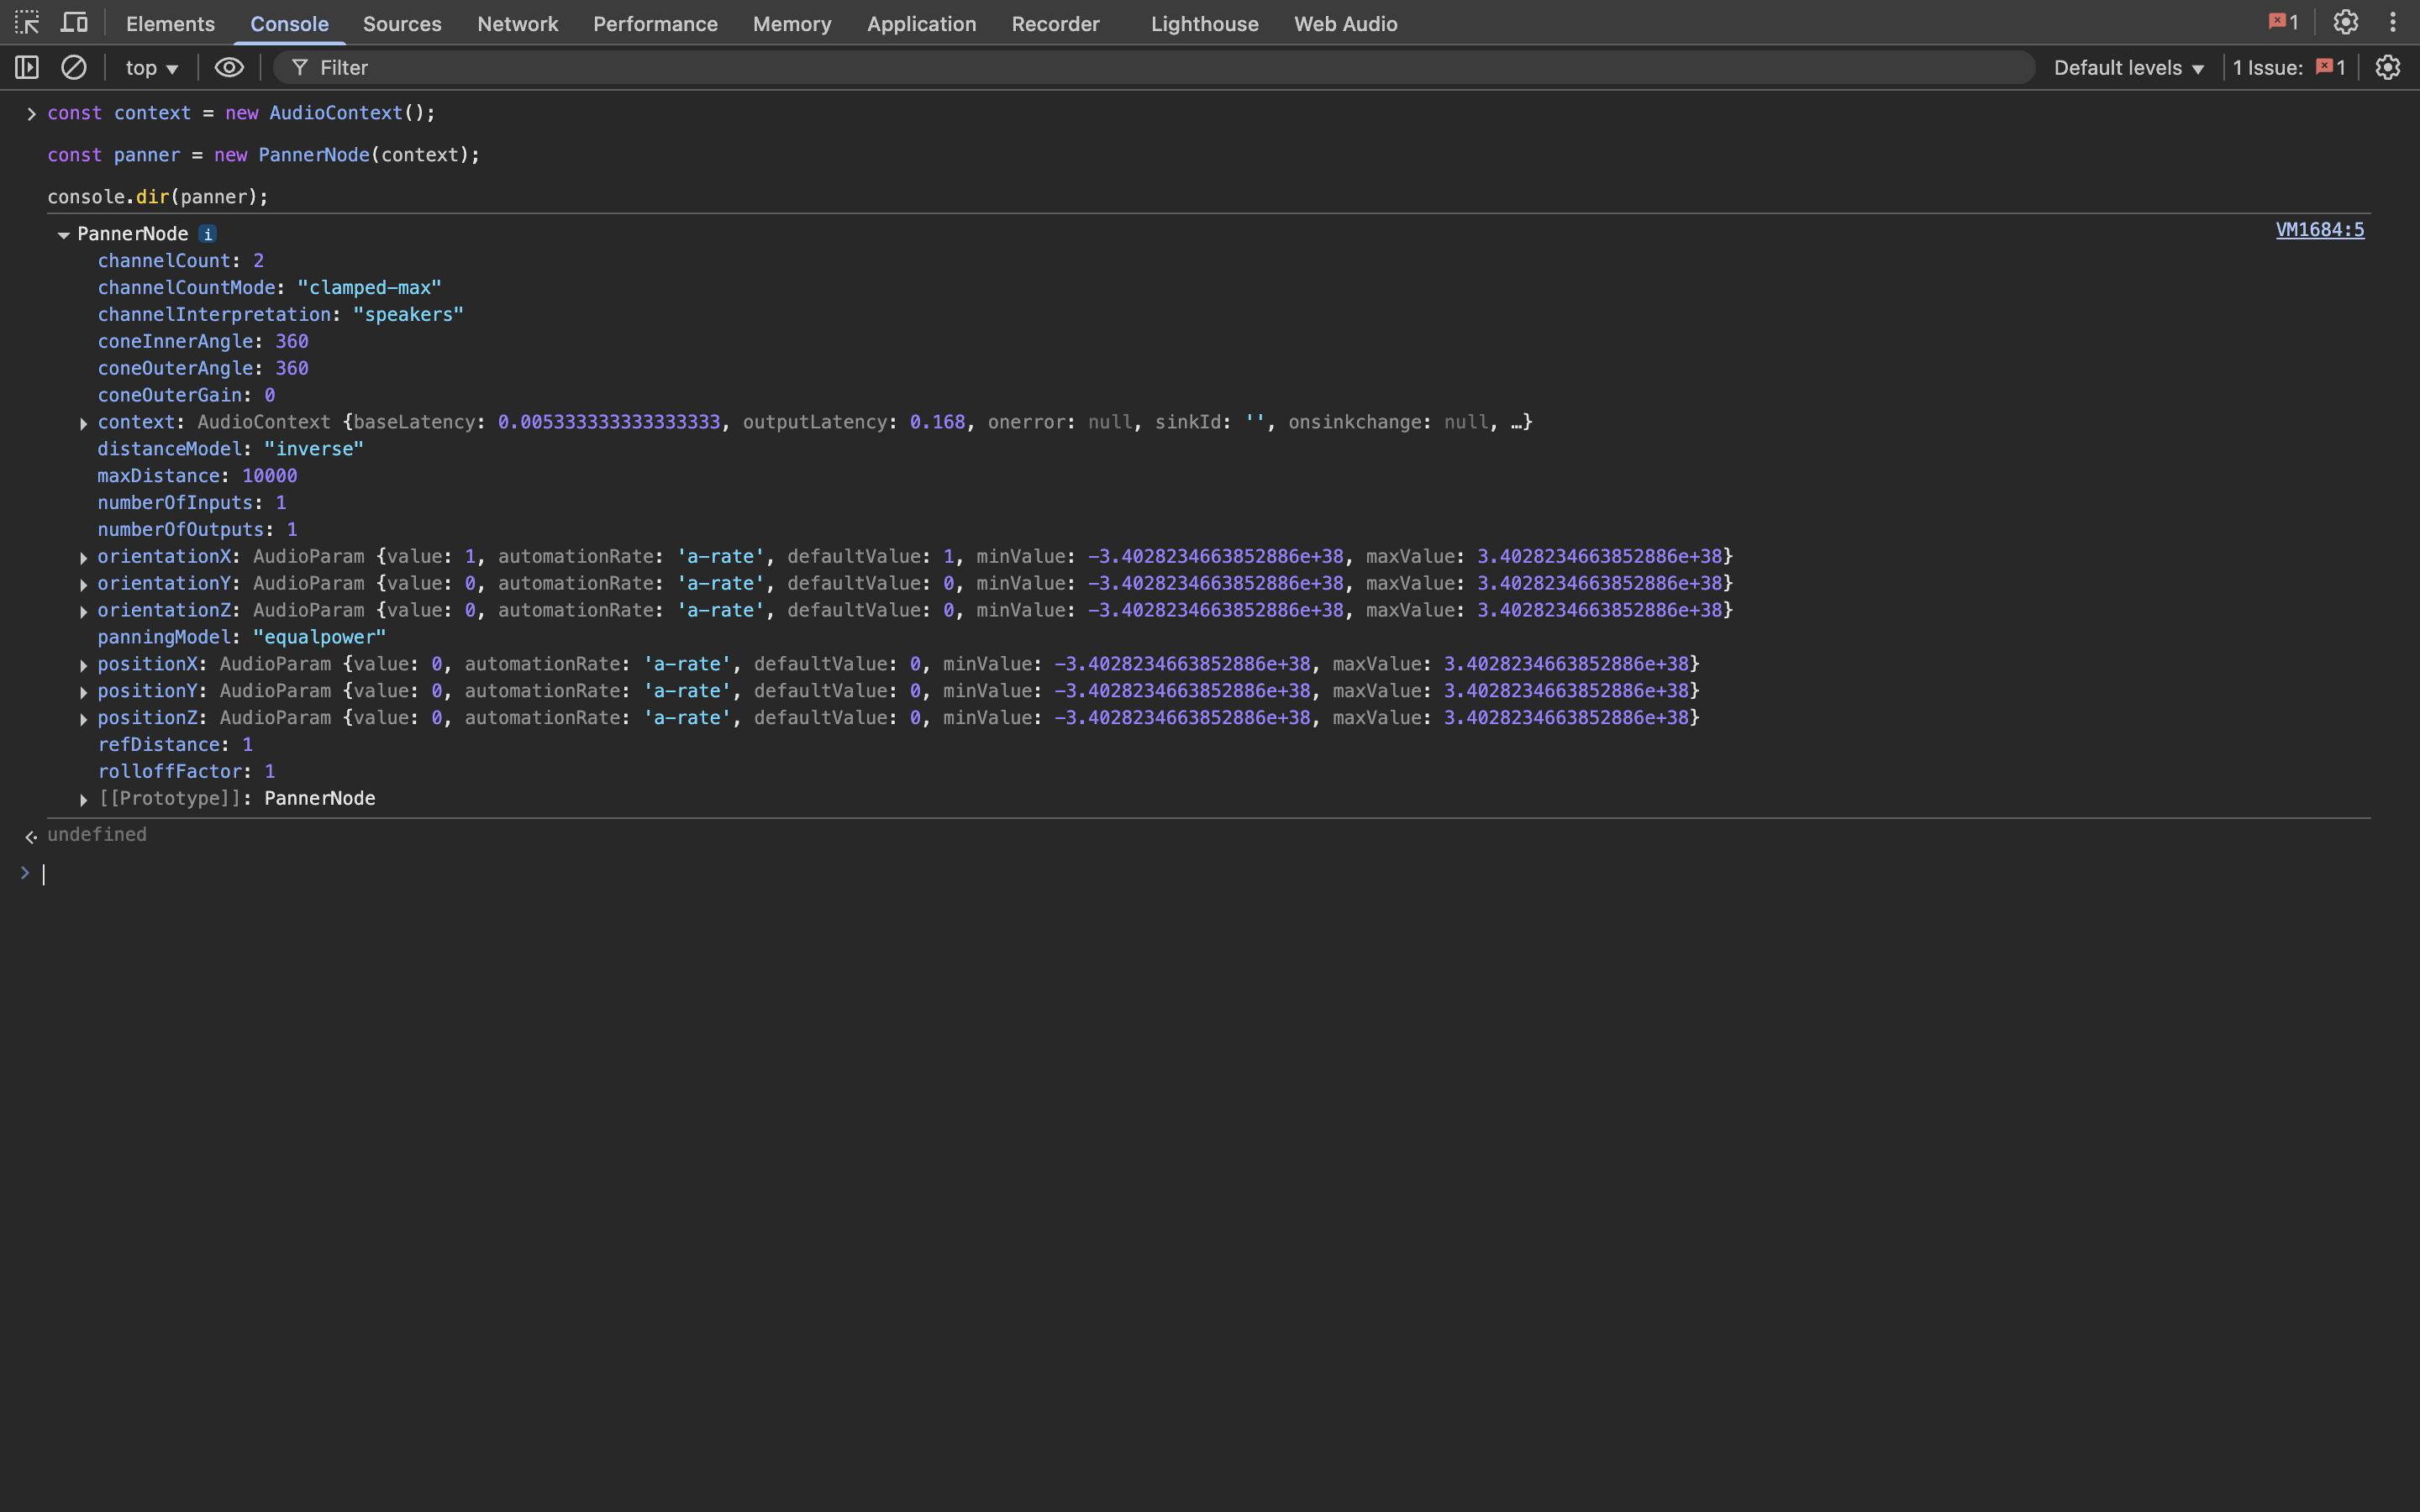 Elements Console Sources Network Performance Memory Application Recorder Lighthouse Web Audio 1
top Filter Default levels 1 Issue: 1
const context = new AudioContext();
const panner = new PannerNode(context);
console.dir(panner);
PannerNode i VM1684:5
channelCount: 2
channelCountMode: "clamped-max"
channelInterpretation: "speakers"
coneInnerAngle: 360
coneOuterAngle: 360
coneOuterGain: 0
context: AudioContext {baseLatency: 0.005333333333333333, outputLatency: 0.168, onerror: null, sinkId: '', onsinkchange: null, …}
distanceModel: "inverse"
maxDistance: 10000
numberOfInputs: 1
numberOfOutputs: 1
orientationX: AudioParam {value: 1, automationRate: 'a-rate', defaultValue: 1, minValue: -3.4028234663852886e+38, maxValue: 3.4028234663852886e+38}
orientationY: AudioParam {value: 0, automationRate: 'a-rate', defaultValue: 0, minValue: -3.4028234663852886e+38, maxValue: 3.4028234663852886e+38}
orientationZ: AudioParam {value: 0, automationRate: 'a-rate', defaultValue: 0, minValue: -3.4028234663852886e+38, maxValue: 3.4028234663852886e+38}
panningModel: "equalpower"
positionX: AudioParam {value: 0, automationRate: 'a-rate', defaultValue: 0, minValue: -3.4028234663852886e+38, maxValue: 3.4028234663852886e+38}
positionY: AudioParam {value: 0, automationRate: 'a-rate', defaultValue: 0, minValue: -3.4028234663852886e+38, maxValue: 3.4028234663852886e+38}
positionZ: AudioParam {value: 0, automationRate: 'a-rate', defaultValue: 0, minValue: -3.4028234663852886e+38, maxValue: 3.4028234663852886e+38}
refDistance: 1
rolloffFactor: 1
[[Prototype]]: PannerNode
undefined